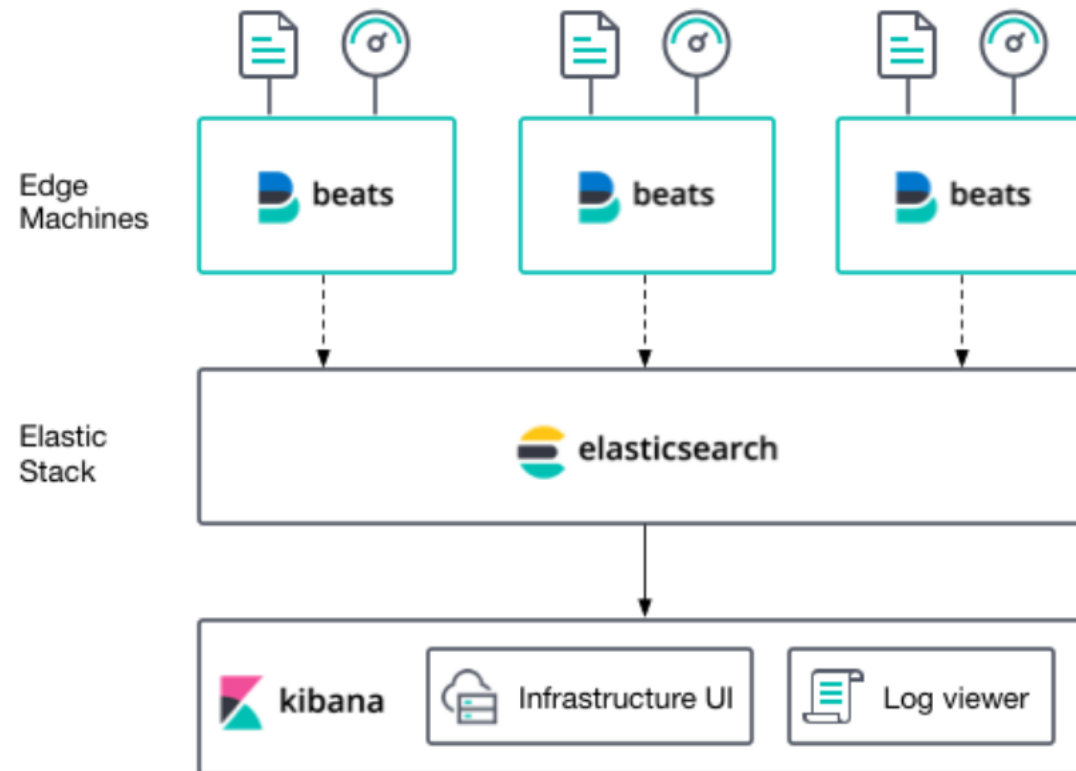 Edge
Machines
beats
beats
beats
Elastic
Stack
elasticsearch
kibana
Infrastructure UI
Log viewer